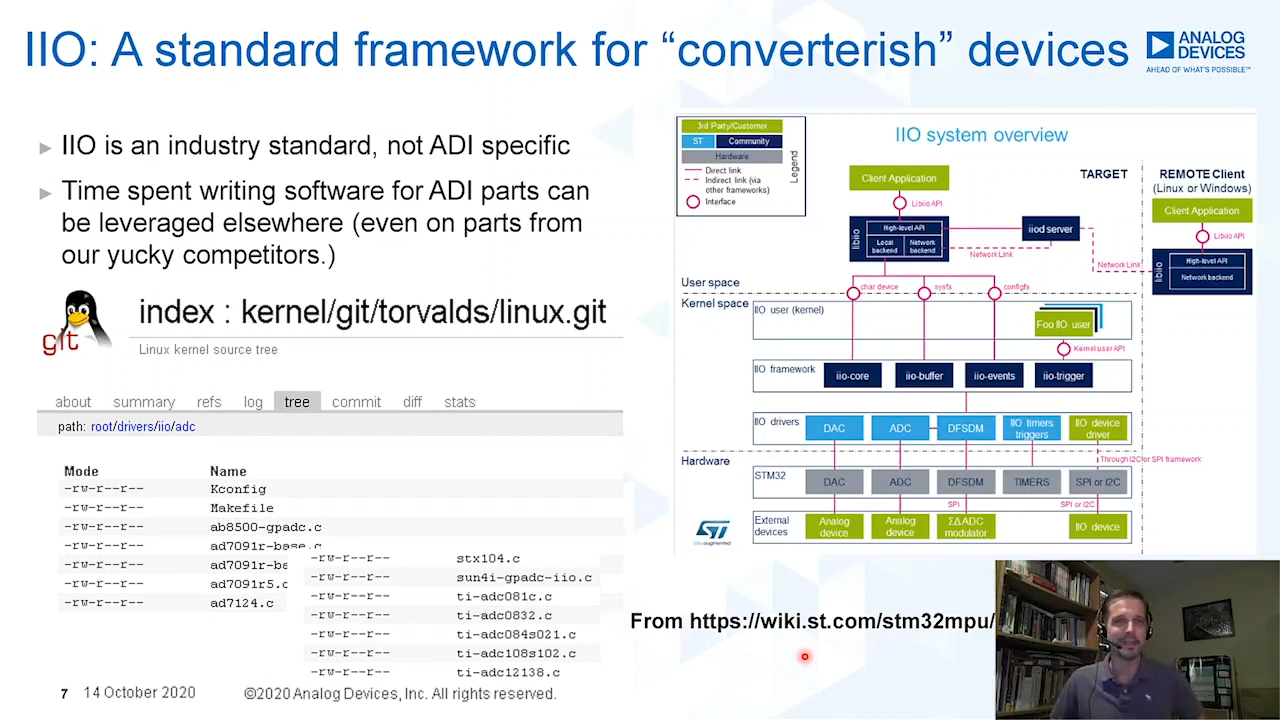 IIO: A standard framework for “converterish” devices
ANALOG
DEVICES
AHEAD OF WHAT'S POSSIBLE™
IIO is an industry standard, not ADI specific
Time spent writing software for ADI parts can
be leveraged elsewhere (even on parts from
our yucky competitors.)
git
index : kernel/git/torvalds/linux.git
Linux kernel source tree
about summary refs log tree commit diff stats
path: root/drivers/iio/adc
Mode Name
-rw-r--r-- Kconfig
-rw-r--r-- Makefile
-rw-r--r-- ab8500-gpadc.c
-rw-r--r-- ad7091r-base.c
-rw-r--r-- ad7091r-ba
-rw-r--r-- ad7091r5.c
-rw-r--r-- ad7124.c
-rw-r--r-- stx104.c
-rw-r--r-- sun4i-gpadc-iio.c
-rw-r--r-- ti-adc081c.c
-rw-r--r-- ti-adc0832.c
-rw-r--r-- ti-adc084s021.c
-rw-r--r-- ti-adc108s102.c
-rw-r--r-- ti-adc12138.c
3rd Party/Customer
ST Community
Hardware
Direct link
Indirect link (via
other frameworks)
Interface
Legend
IIO system overview
TARGET
REMOTE Client
(Linux or Windows)
Client Application
Libiio API
libiio
High-level API
Local
backend
Network
backend
iiod server
Network Link
Client Application
Libiio API
libiio
High-level API
Network backend
Network Link
User space
Kernel space
char device
sysfs
configfs
IIO user (kernel)
Foo IIO user
Kernel user API
IIO framework
iio-core
iio-buffer
iio-events
iio-trigger
IIO drivers
DAC
ADC
DFSDM
IIO timers
triggers
IIO device
driver
Hardware
Through I2C or SPI framework
STM32
DAC
ADC
DFSDM
TIMERS
SPI or I2C
SPI
SPI or I2C
ST
life.augmented
External
devices
Analog
device
Analog
device
ΣΔ ADC
modulator
IIO device
From https://wiki.st.com/stm32mpu/
7 14 October 2020 ©2020 Analog Devices, Inc. All rights reserved.